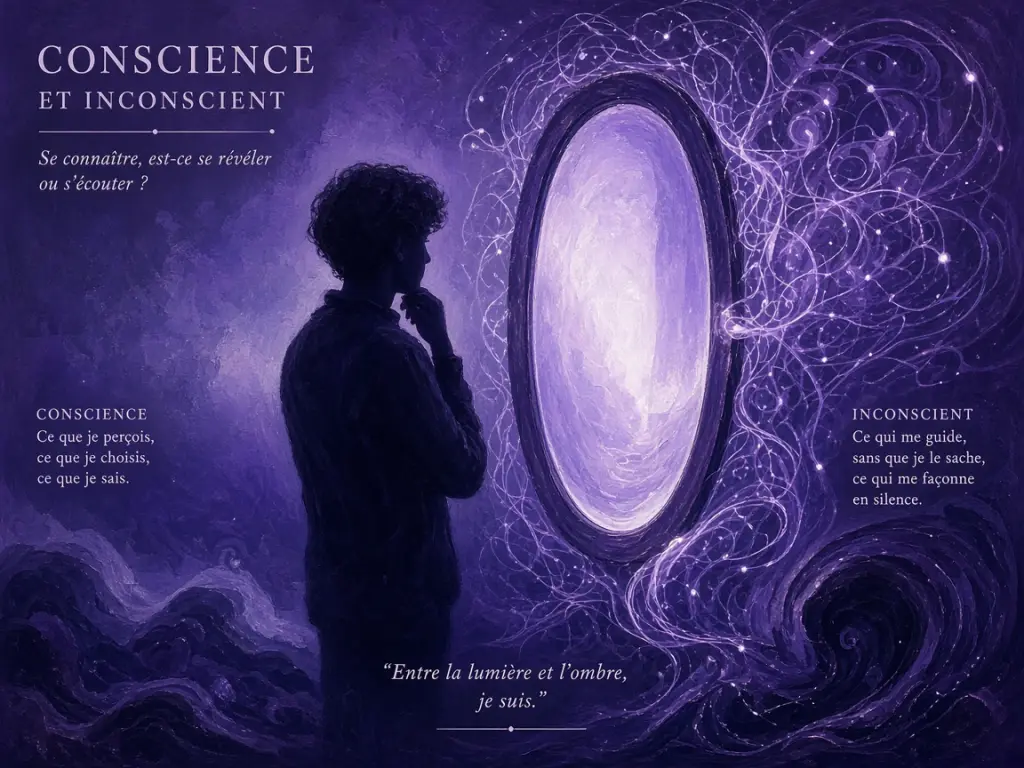 CONSCIENCE
ET INCONSCIENT
Se connaître, est-ce se révéler
ou s’écouter ?
CONSCIENCE
Ce que je perçois,
ce que je choisis,
ce que je sais.
INCONSCIENT
Ce qui me guide,
sans que je le sache,
ce qui me façonne
en silence.
“Entre la lumière et l’ombre,
je suis.”